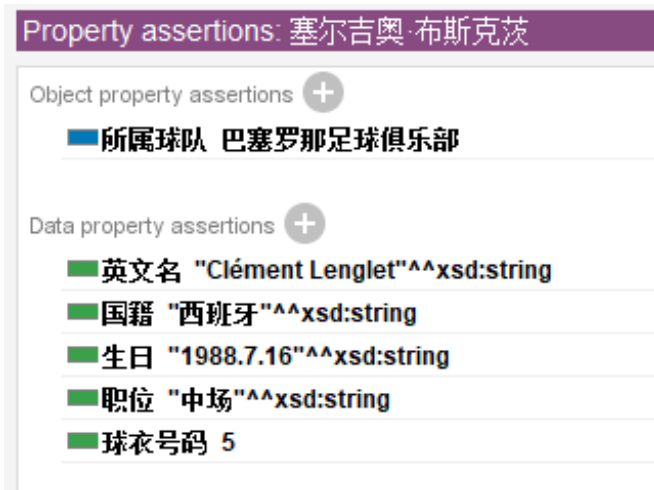 Property assertions: 塞尔吉奥·布斯克茨
Object property assertions
所属球队 巴塞罗那足球俱乐部
Data property assertions
英文名 "Clément Lenglet"^^xsd:string
国籍 "西班牙"^^xsd:string
生日 "1988.7.16"^^xsd:string
职位 "中场"^^xsd:string
球衣号码 5